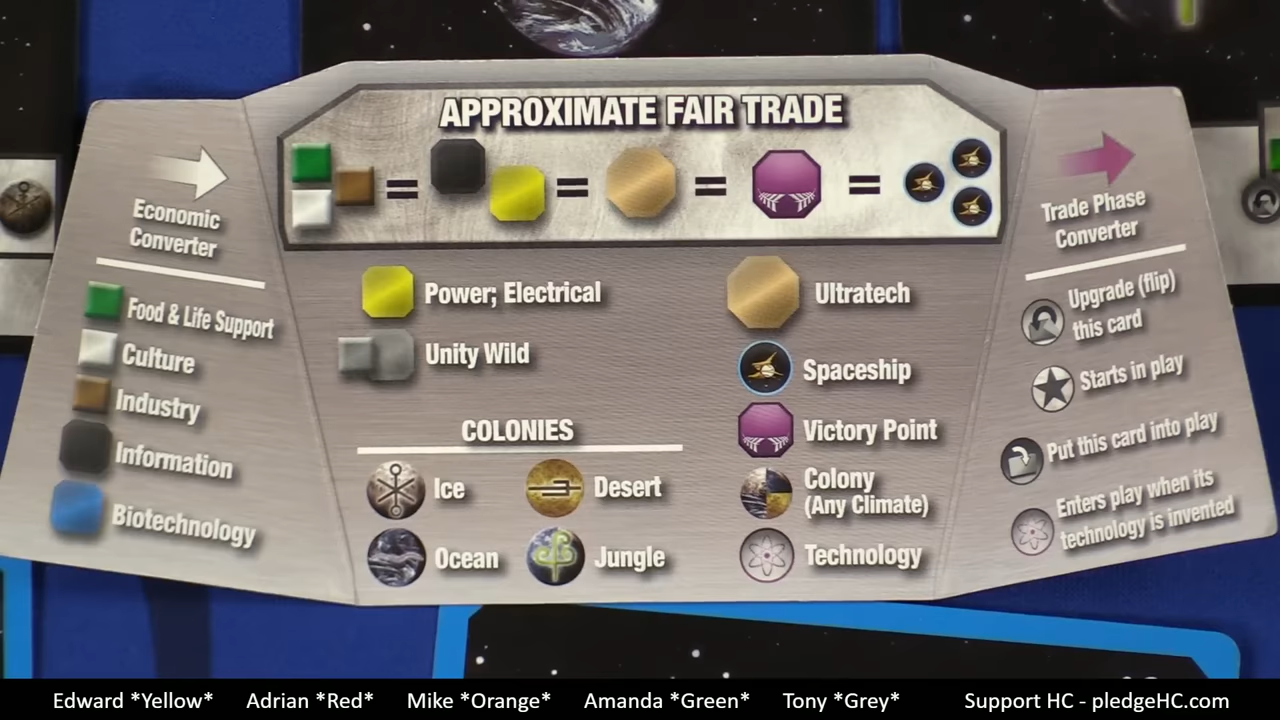 APPROXIMATE FAIR TRADE
= = = =
Economic
Converter
Food & Life Support
Culture
Industry
Information
Biotechnology
Power; Electrical
Unity Wild
COLONIES
Ice
Desert
Ocean
Jungle
Ultratech
Spaceship
Victory Point
Colony
(Any Climate)
Technology
Trade Phase
Converter
Upgrade (flip)
this card
Starts in play
Put this card into play
Enters play when its
technology is invented
Edward *Yellow* Adrian *Red* Mike *Orange* Amanda *Green* Tony *Grey* Support HC - pledgeHC.com